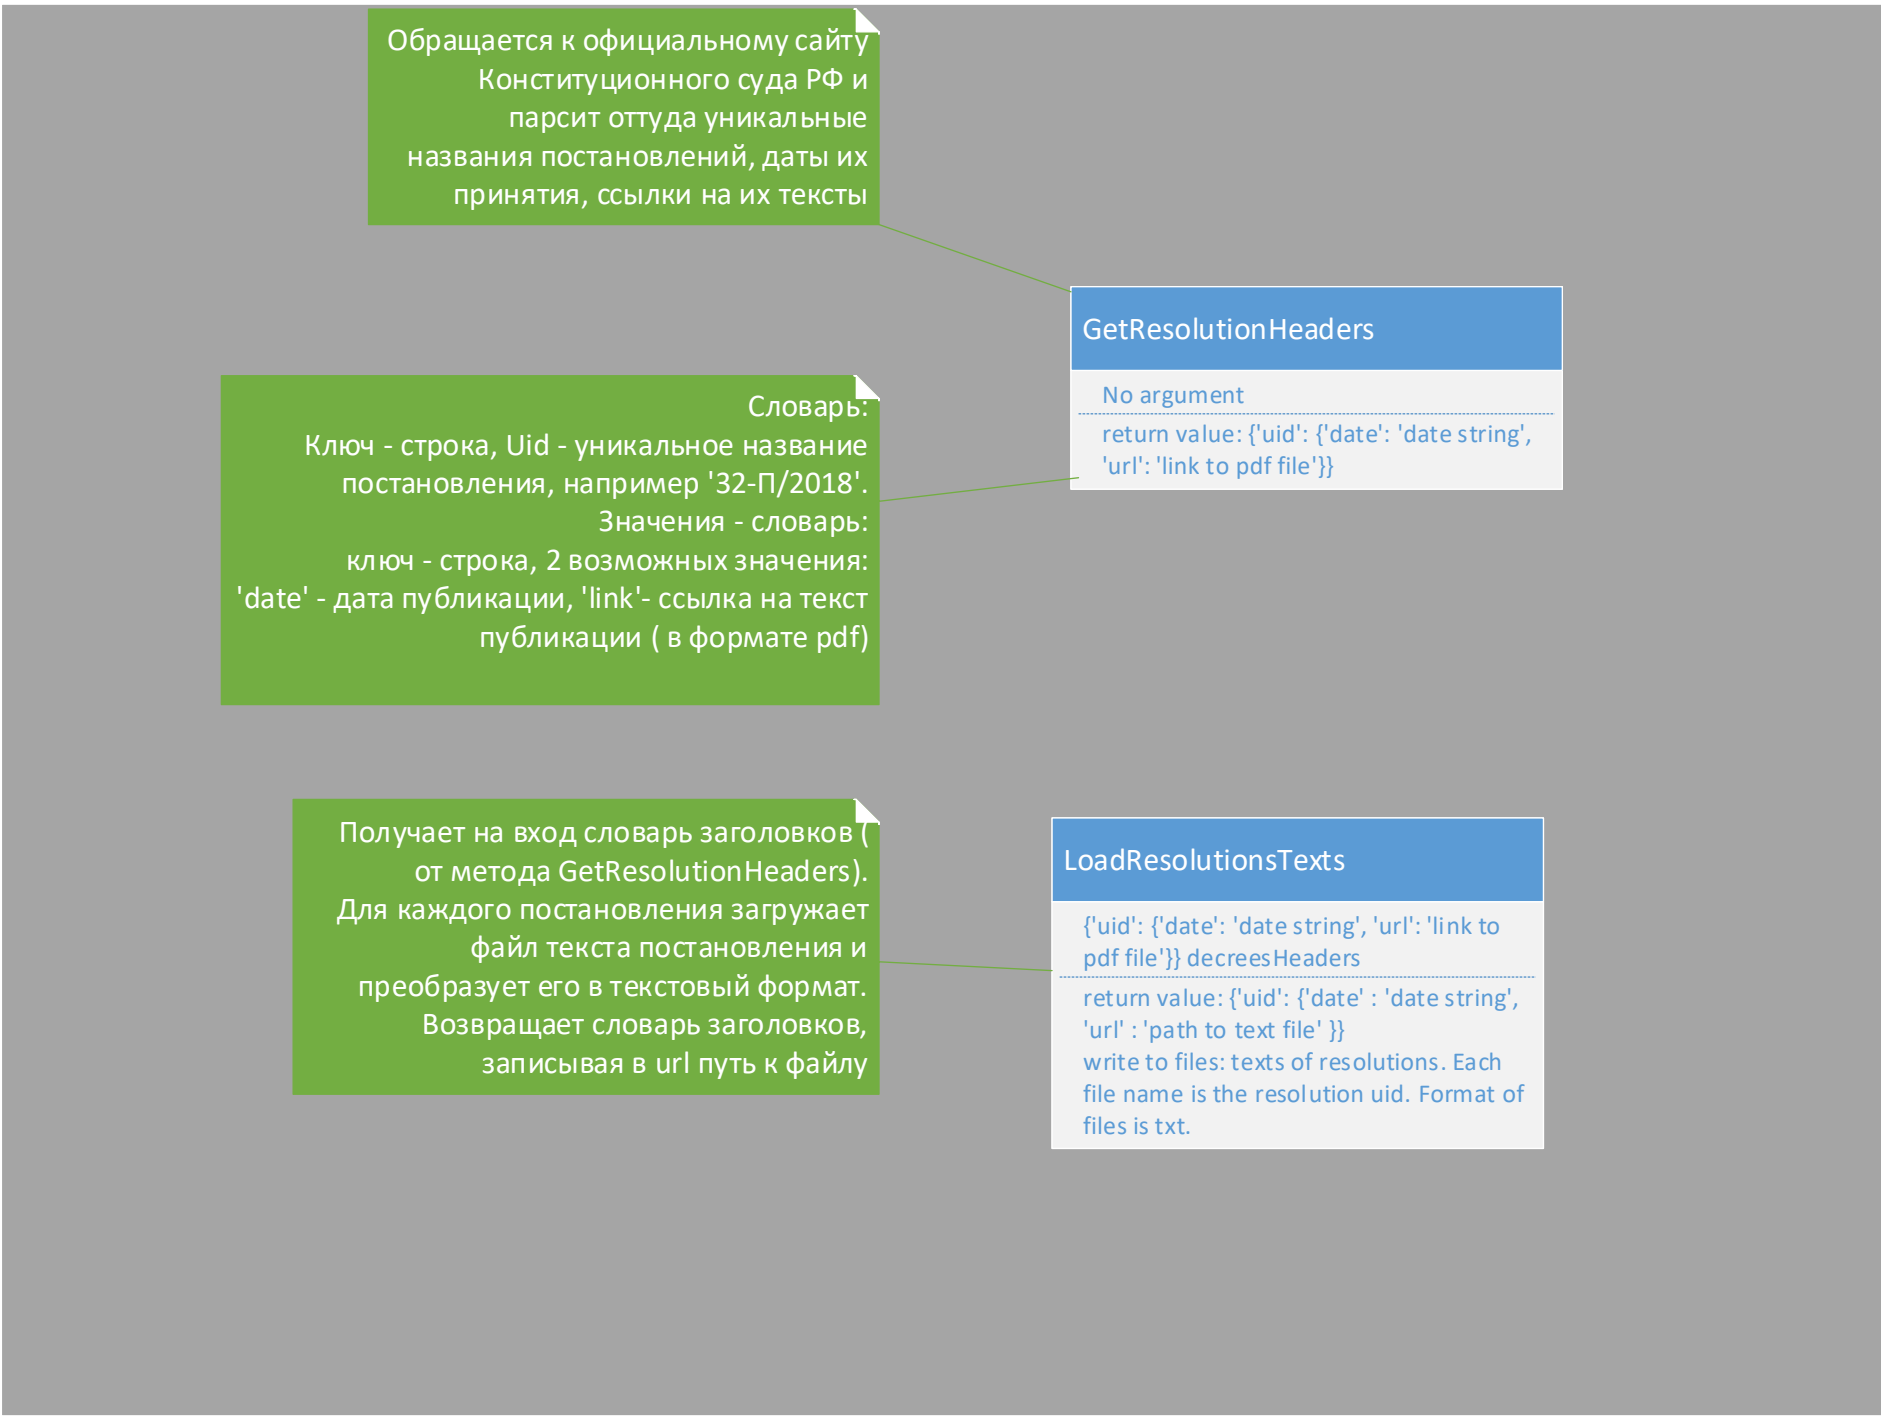 Обращается к официальному сайту
Конституционного суда РФ и
парсит оттуда уникальные
названия постановлений, даты их
принятия, ссылки на их тексты
GetResolutionHeaders
No argument
return value: {'uid': {'date': 'date string',
'url': 'link to pdf file'}}
Словарь:
Ключ - строка, Uid - уникальное название
постановления, например '32-П/2018'.
Значения - словарь:
ключ - строка, 2 возможных значения:
'date' - дата публикации, 'link'- ссылка на текст
публикации ( в формате pdf)
Получает на вход словарь заголовков (
от метода GetResolutionHeaders).
Для каждого постановления загружает
файл текста постановления и
преобразует его в текстовый формат.
Возвращает словарь заголовков,
записывая в url путь к файлу
LoadResolutionsTexts
{'uid': {'date': 'date string', 'url': 'link to
pdf file'}} decreesHeaders
return value: {'uid': {'date' : 'date string',
'url' : 'path to text file' }}
write to files: texts of resolutions. Each
file name is the resolution uid. Format of
files is txt.